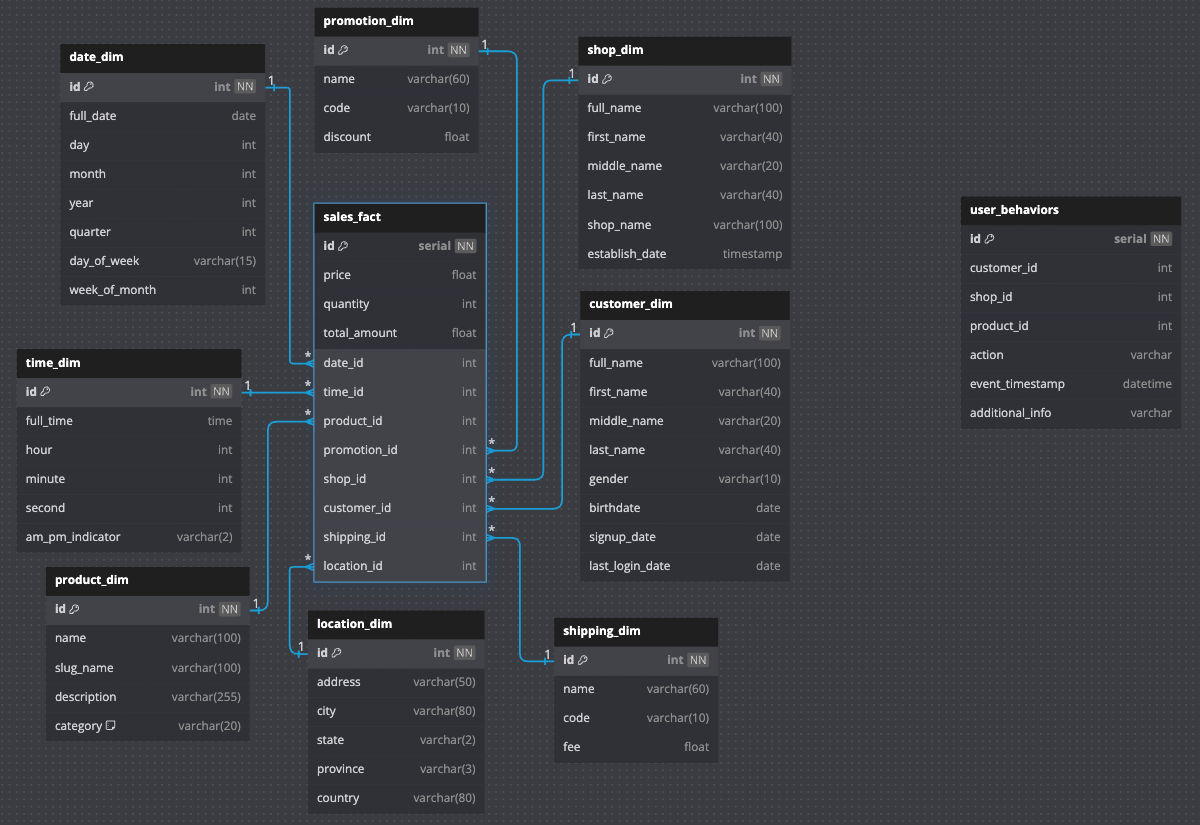 promotion_dim
id int NN
name varchar(60)
code varchar(10)
discount float
date_dim
id int NN
full_date date
day int
month int
year int
quarter int
day_of_week varchar(15)
week_of_month int
shop_dim
id int NN
full_name varchar(100)
first_name varchar(40)
middle_name varchar(20)
last_name varchar(40)
shop_name varchar(100)
establish_date timestamp
sales_fact
id serial NN
price float
quantity int
total_amount float
date_id int
time_id int
product_id int
promotion_id int
shop_id int
customer_id int
shipping_id int
location_id int
user_behaviors
id serial NN
customer_id int
shop_id int
product_id int
action varchar
event_timestamp datetime
additional_info varchar
customer_dim
id int NN
full_name varchar(100)
first_name varchar(40)
middle_name varchar(20)
last_name varchar(40)
gender varchar(10)
birthdate date
signup_date date
last_login_date date
time_dim
id int NN
full_time time
hour int
minute int
second int
am_pm_indicator varchar(2)
product_dim
id int NN
name varchar(100)
slug_name varchar(100)
description varchar(255)
category varchar(20)
location_dim
id int NN
address varchar(50)
city varchar(80)
state varchar(2)
province varchar(3)
country varchar(80)
shipping_dim
id int NN
name varchar(60)
code varchar(10)
fee float
1
1
1
1
1
1
1
1
*
*
*
*
*
*
*
*